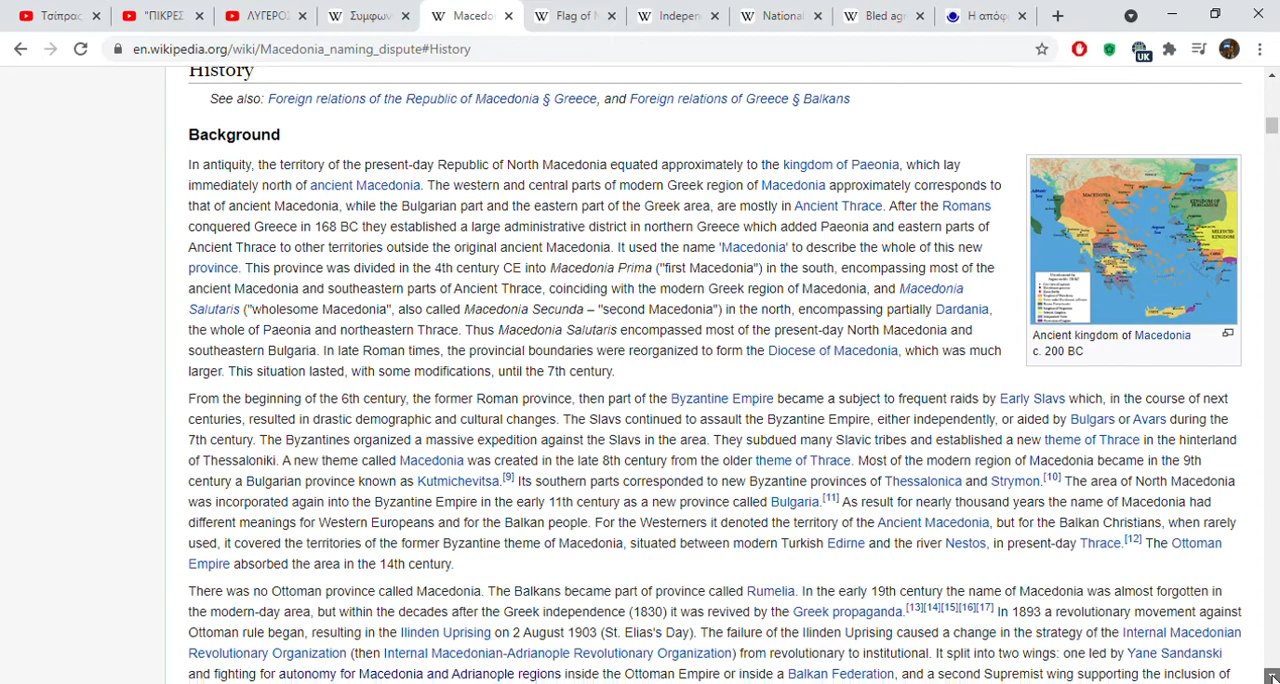 Τσίπρας
"ΠΙΚΡΕΣ
ΛΥΓΕΡΟΣ
Συμφων
Macedo
Flag of N
Indepen
National
Bled agr
Η απόφ
en.wikipedia.org/wiki/Macedonia_naming_dispute#History
UK
History
See also: Foreign relations of the Republic of Macedonia § Greece, and Foreign relations of Greece § Balkans
Background
In antiquity, the territory of the present-day Republic of North Macedonia equated approximately to the kingdom of Paeonia, which lay
immediately north of ancient Macedonia. The western and central parts of modern Greek region of Macedonia approximately corresponds to
that of ancient Macedonia, while the Bulgarian part and the eastern part of the Greek area, are mostly in Ancient Thrace. After the Romans
conquered Greece in 168 BC they established a large administrative district in northern Greece which added Paeonia and eastern parts of
Ancient Thrace to other territories outside the original ancient Macedonia. It used the name 'Macedonia' to describe the whole of this new
province. This province was divided in the 4th century CE into Macedonia Prima ("first Macedonia") in the south, encompassing most of the
ancient Macedonia and southeastern parts of Ancient Thrace, coinciding with the modern Greek region of Macedonia, and Macedonia
Salutaris ("wholesome Macedonia", also called Macedonia Secunda – "second Macedonia") in the north, encompassing partially Dardania,
the whole of Paeonia and northeastern Thrace. Thus Macedonia Salutaris encompassed most of the present-day North Macedonia and
southeastern Bulgaria. In late Roman times, the provincial boundaries were reorganized to form the Diocese of Macedonia, which was much
larger. This situation lasted, with some modifications, until the 7th century.
Ancient kingdom of Macedonia
c. 200 BC
From the beginning of the 6th century, the former Roman province, then part of the Byzantine Empire became a subject to frequent raids by Early Slavs which, in the course of next
centuries, resulted in drastic demographic and cultural changes. The Slavs continued to assault the Byzantine Empire, either independently, or aided by Bulgars or Avars during the
7th century. The Byzantines organized a massive expedition against the Slavs in the area. They subdued many Slavic tribes and established a new theme of Thrace in the hinterland
of Thessaloniki. A new theme called Macedonia was created in the late 8th century from the older theme of Thrace. Most of the modern region of Macedonia became in the 9th
century a Bulgarian province known as Kutmichevitsa.[9] Its southern parts corresponded to new Byzantine provinces of Thessalonica and Strymon.[10] The area of North Macedonia
was incorporated again into the Byzantine Empire in the early 11th century as a new province called Bulgaria.[11] As result for nearly thousand years the name of Macedonia had
different meanings for Western Europeans and for the Balkan people. For the Westerners it denoted the territory of the Ancient Macedonia, but for the Balkan Christians, when rarely
used, it covered the territories of the former Byzantine theme of Macedonia, situated between modern Turkish Edirne and the river Nestos, in present-day Thrace.[12] The Ottoman
Empire absorbed the area in the 14th century.
There was no Ottoman province called Macedonia. The Balkans became part of province called Rumelia. In the early 19th century the name of Macedonia was almost forgotten in
the modern-day area, but within the decades after the Greek independence (1830) it was revived by the Greek propaganda.[13][14][15][16][17] In 1893 a revolutionary movement against
Ottoman rule began, resulting in the Ilinden Uprising on 2 August 1903 (St. Elias's Day). The failure of the Ilinden Uprising caused a change in the strategy of the Internal Macedonian
Revolutionary Organization (then Internal Macedonian-Adrianople Revolutionary Organization) from revolutionary to institutional. It split into two wings: one led by Yane Sandanski
and fighting for autonomy for Macedonia and Adrianople regions inside the Ottoman Empire or inside a Balkan Federation, and a second Supremist wing supporting the inclusion of